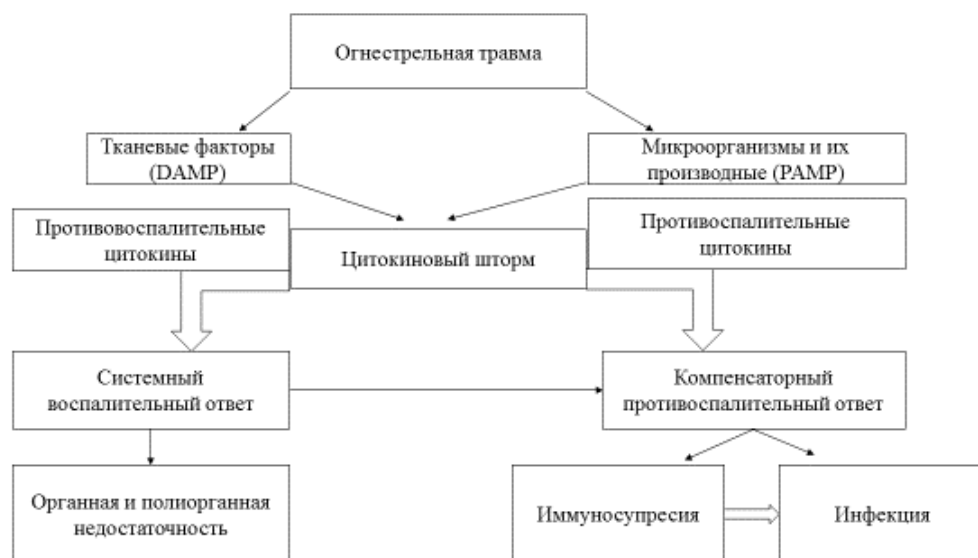 Огнестрельная травма
Тканевые факторы
(DAMP)
Микроорганизмы и их
производные (PAMP)
Противовоспалительные
цитокины
Цитокиновый шторм
Противоспалительные
цитокины
Системный
воспалительный ответ
Компенсаторный
противоспалительный ответ
Органная и полиорганная
недостаточность
Иммуносупресия
Инфекция